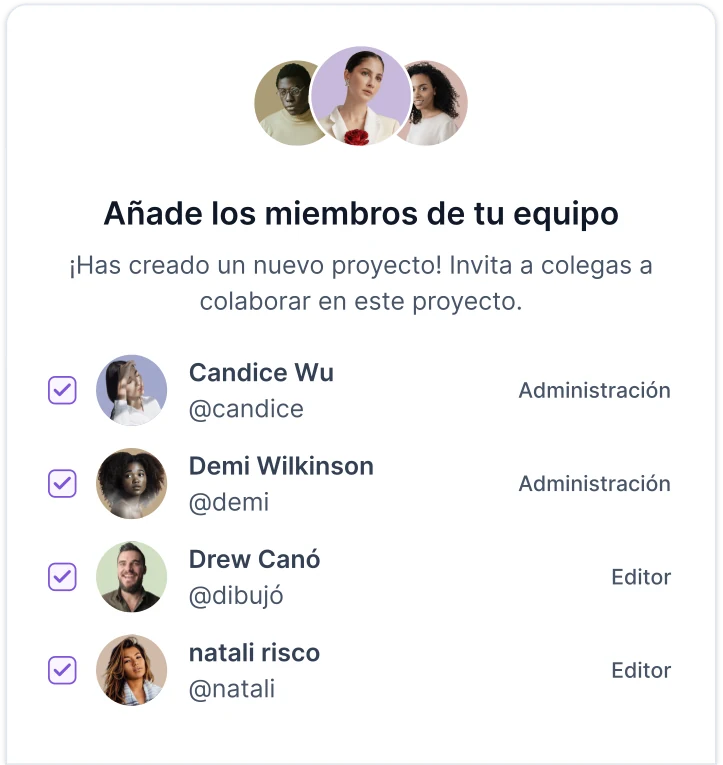 Añade los miembros de tu equipo
¡Has creado un nuevo proyecto! Invita a colegas a
colaborar en este proyecto.
Candice Wu
@candice
Administración
Demi Wilkinson
@demi
Administración
Drew Canó
@dibujó
Editor
natali risco
@natali
Editor